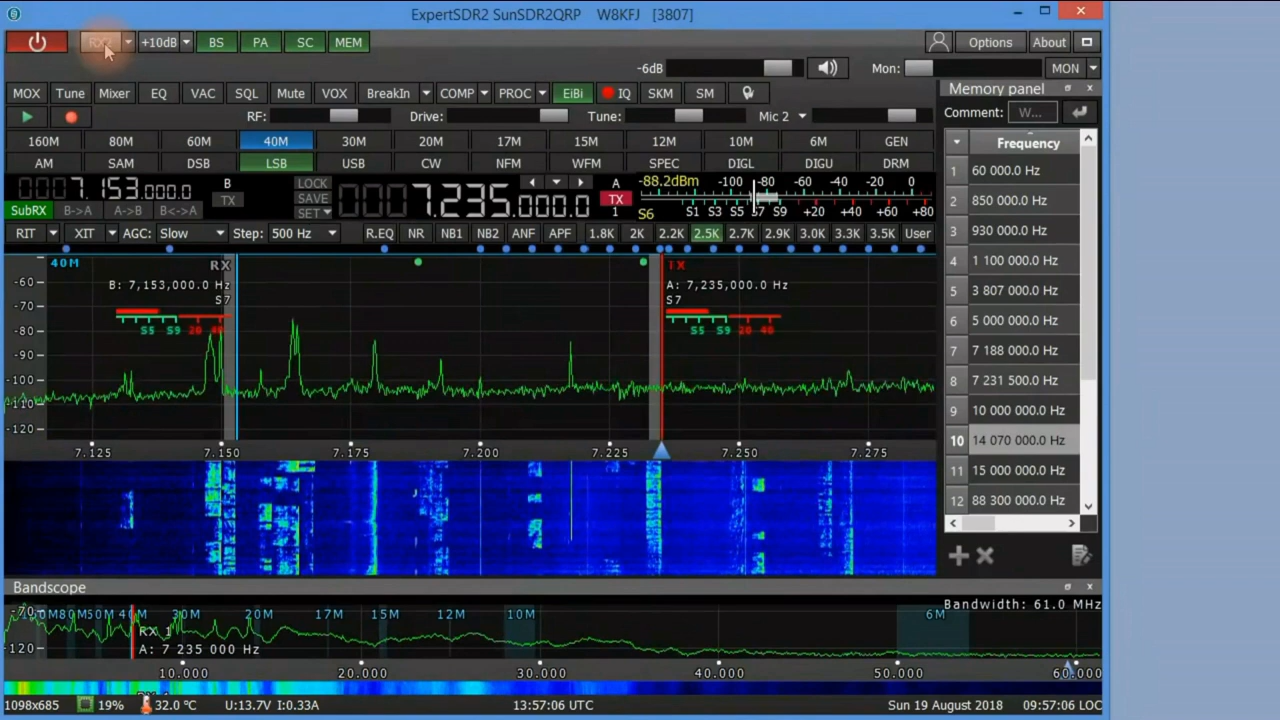 ExpertSDR2 SunSDR2QRP W8KFJ [3807]
+10dB BS PA SC MEM Options About
-6dB Mon: MON
MOX Tune Mixer EQ VAC SQL Mute VOX BreakIn COMP PROC EiBi IQ SKM SM
Memory panel
RF: Drive: Tune: Mic 2
Comment: W...
160M 80M 60M 40M 30M 20M 17M 15M 12M 10M 6M GEN
AM SAM DSB LSB USB CW NFM WFM SPEC DIGL DIGU DRM
Frequency
7.153.000.0 B TX LOCK SAVE SET 7.235.000.0 A TX 1
-88.2dBm -100 -80 -60 -40 -20 0
S6 S1 S3 S5 S7 S9 +20 +40 +60 +80
SubRX B->A A->B B<->A
RIT XIT AGC: Slow Step: 500 Hz R.EQ NR NB1 NB2 ANF APF 1.8K 2K 2.2K 2.5K 2.7K 2.9K 3.0K 3.3K 3.5K User
1 60 000.0 Hz
2 850 000.0 Hz
3 930 000.0 Hz
4 1 100 000.0 Hz
5 3 807 000.0 Hz
6 5 000 000.0 Hz
7 7 188 000.0 Hz
8 7 231 500.0 Hz
9 10 000 000.0 Hz
10 14 070 000.0 Hz
11 15 000 000.0 Hz
12 88 300 000.0 Hz
40M RX TX
B: 7,153,000.0 Hz A: 7,235,000.0 Hz
S7 S7
S5 S9 20 40 S5 S9 20 40
-60
-70
-80
-90
-100
-110
-120
7.125 7.150 7.175 7.200 7.225 7.250 7.275
Bandscope
Bandwidth: 61.0 MHz
-70 80M 40M 30M 20M 17M 15M 12M 10M 6M
RX 1
-120 A: 7 235 000 Hz
10.000 20.000 30.000 40.000 50.000 60.000
1098x685 19% 32.0 °C U:13.7V I:0.33A 13:57:06 UTC Sun 19 August 2018 09:57:06 LOC